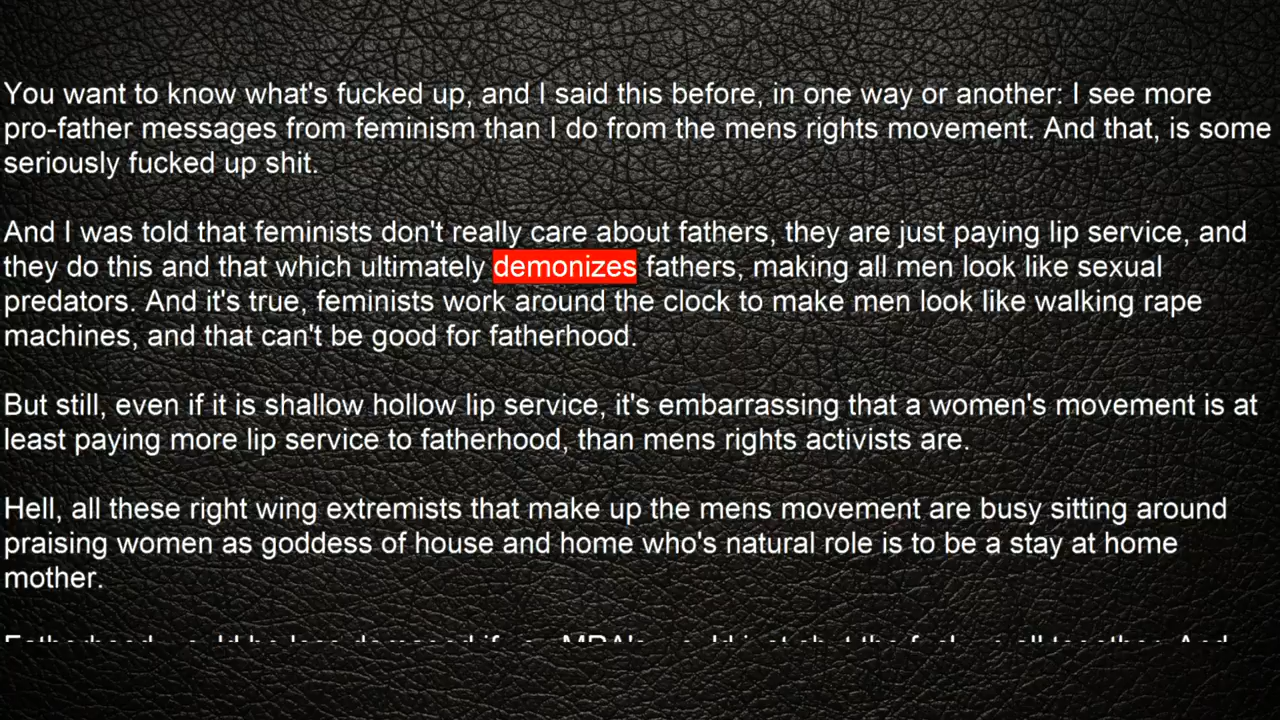 You want to know what's fucked up, and I said this before, in one way or another: I see more
pro-father messages from feminism than I do from the mens rights movement. And that, is some
seriously fucked up shit.
And I was told that feminists don't really care about fathers, they are just paying lip service, and
they do this and that which ultimately demonizes fathers, making all men look like sexual
predators. And it's true, feminists work around the clock to make men look like walking rape
machines, and that can't be good for fatherhood.
But still, even if it is shallow hollow lip service, it's embarrassing that a women's movement is at
least paying more lip service to fatherhood, than mens rights activists are.
Hell, all these right wing extremists that make up the mens movement are busy sitting around
praising women as goddess of house and home who's natural role is to be a stay at home
mother.